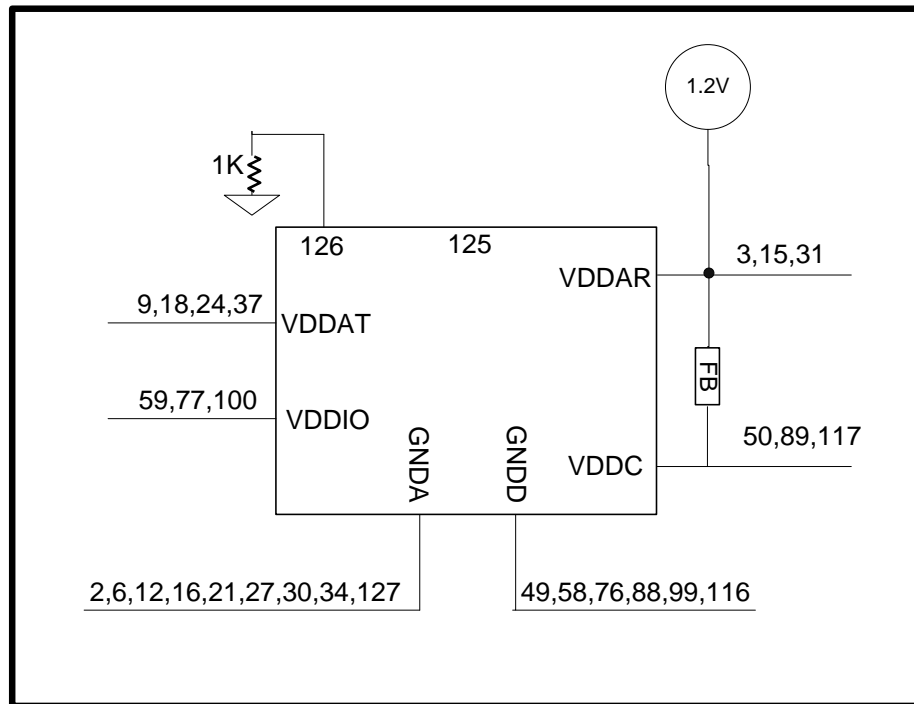 1.2V
1K
126
125
VDDAR
3,15,31
9,18,24,37
VDDAT
FB
59,77,100
VDDIO
GNDA
GNDD
VDDC
50,89,117
2,6,12,16,21,27,30,34,127
49,58,76,88,99,116